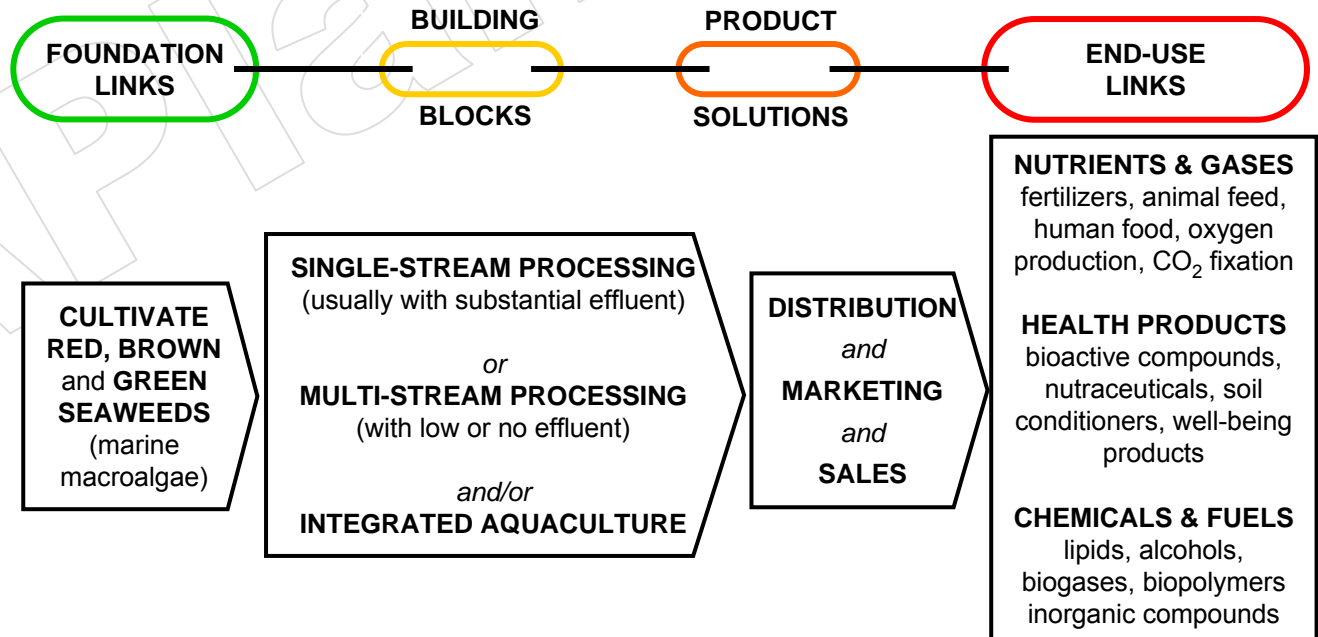 FOUNDATION
LINKS
BUILDING
BLOCKS
PRODUCT
SOLUTIONS
END-USE
LINKS
CULTIVATE
RED, BROWN
and GREEN
SEAWEEDS
(marine
macroalgae)
SINGLE-STREAM PROCESSING
(usually with substantial effluent)
or
MULTI-STREAM PROCESSING
(with low or no effluent)
and/or
INTEGRATED AQUACULTURE
DISTRIBUTION
and
MARKETING
and
SALES
NUTRIENTS & GASES
fertilizers, animal feed,
human food, oxygen
production, CO₂ fixation
HEALTH PRODUCTS
bioactive compounds,
nutraceuticals, soil
conditioners, well-being
products
CHEMICALS & FUELS
lipids, alcohols,
biogases, biopolymers
inorganic compounds